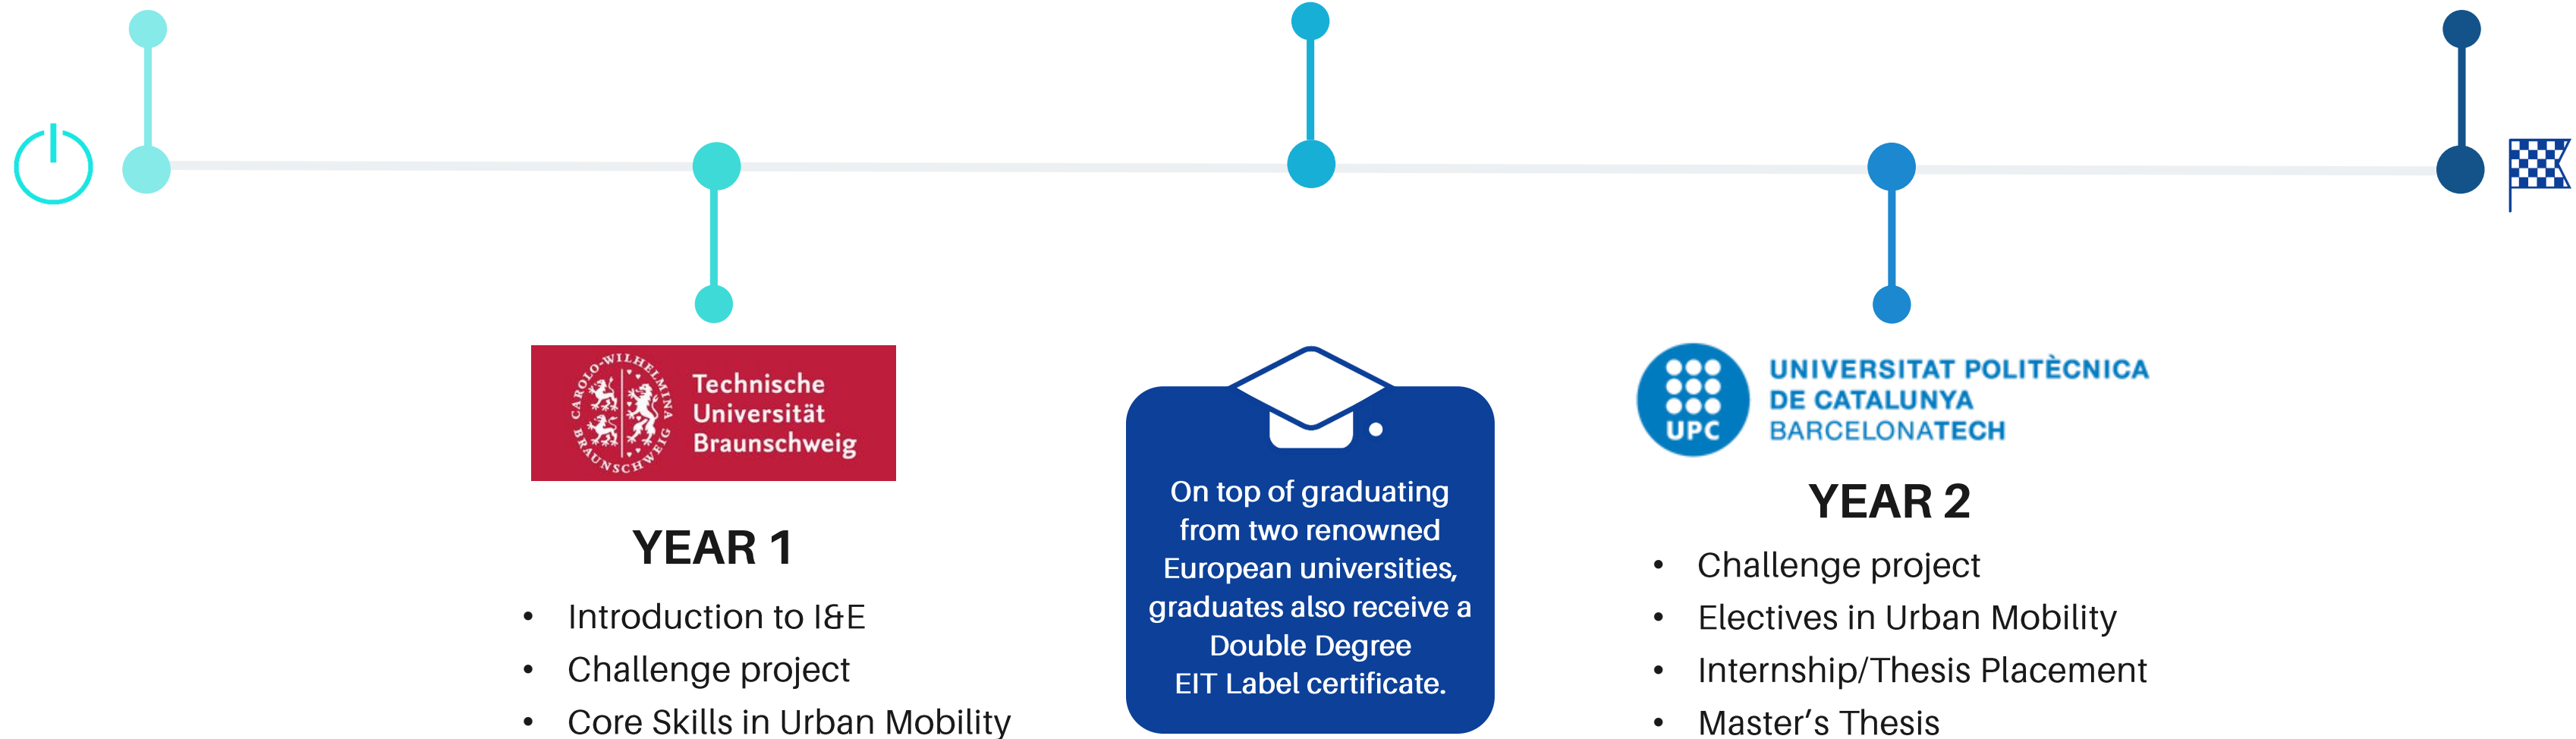 CAROLO-WILHELMINA
BRAUNSCHWEIG
Technische
Universität
Braunschweig
YEAR 1
• Introduction to I&E
• Challenge project
• Core Skills in Urban Mobility
On top of graduating
from two renowned
European universities,
graduates also receive a
Double Degree
EIT Label certificate.
UPC
UNIVERSITAT POLITÈCNICA
DE CATALUNYA
BARCELONATECH
YEAR 2
• Challenge project
• Electives in Urban Mobility
• Internship/Thesis Placement
• Master’s Thesis